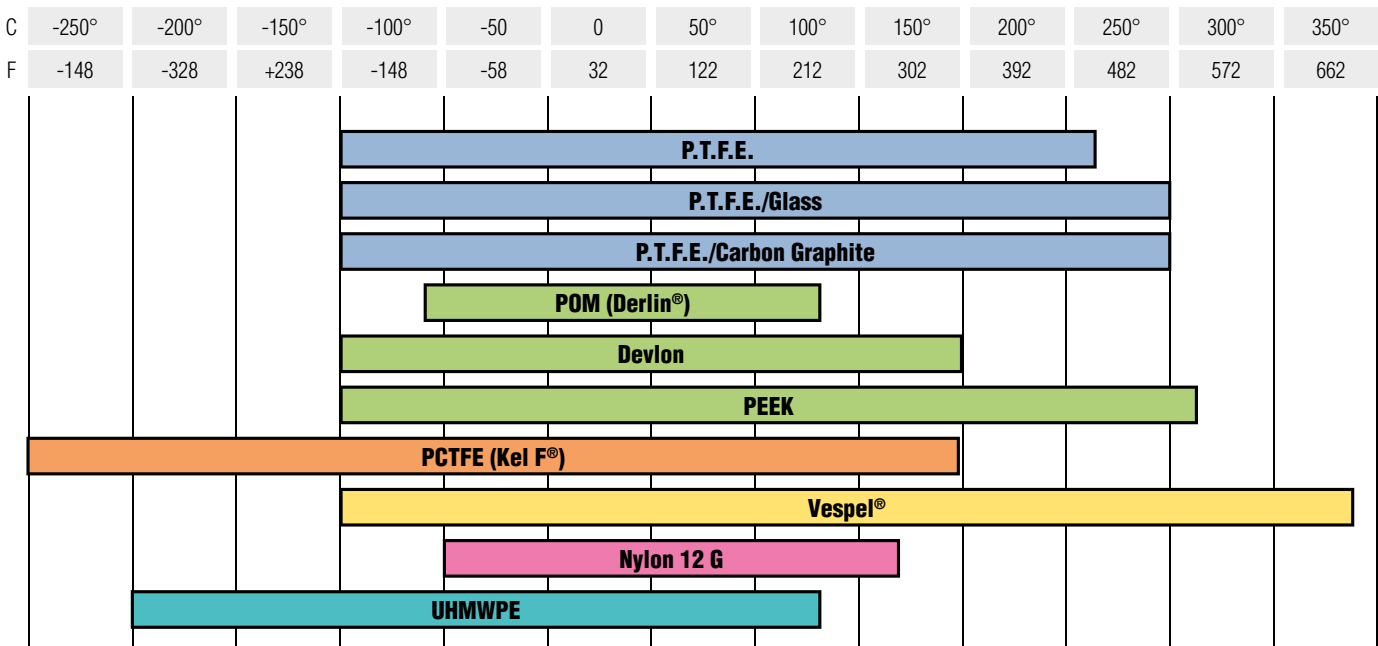 C -250° -200° -150° -100° -50 0 50° 100° 150° 200° 250° 300° 350°
F -148 -328 +238 -148 -58 32 122 212 302 392 482 572 662
P.T.F.E.
P.T.F.E./Glass
P.T.F.E./Carbon Graphite
POM (Derlin®)
Devlon
PEEK
PCTFE (Kel F®)
Vespel®
Nylon 12 G
UHMWPE